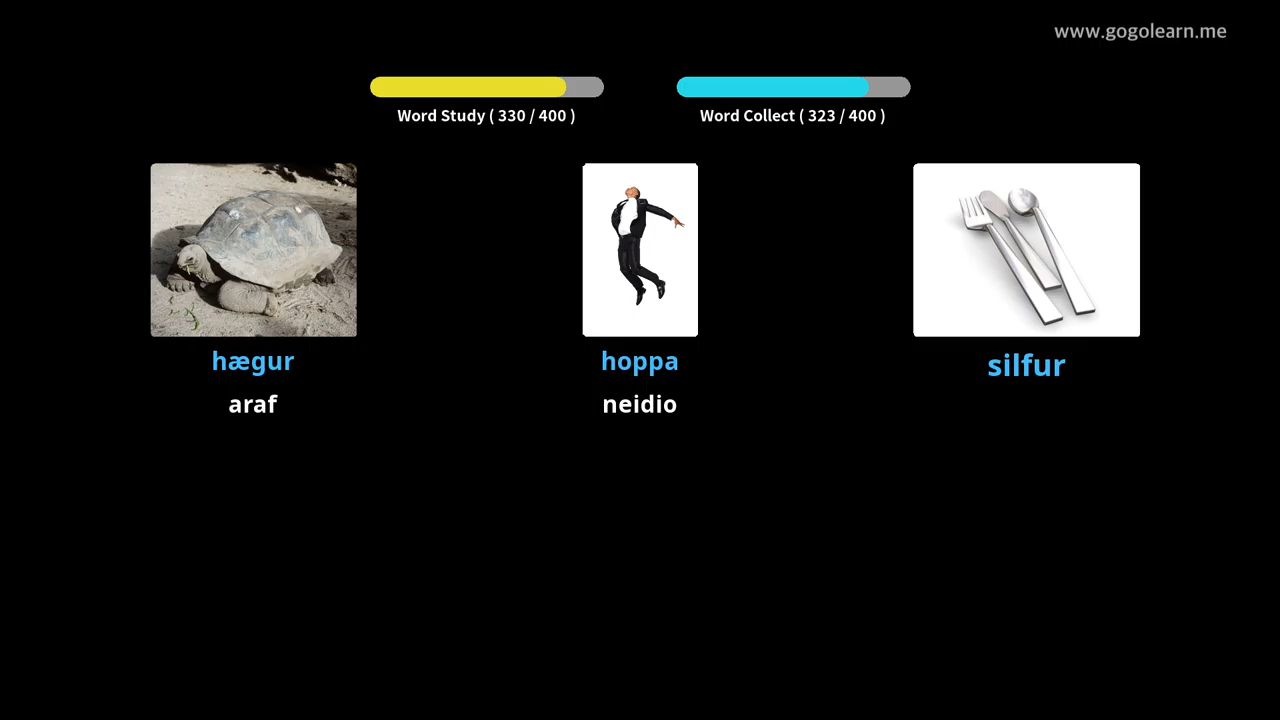 www.gogolearn.me
Word Study ( 330 / 400 )
Word Collect ( 323 / 400 )
hægur
araf
hoppa
neidio
silfur